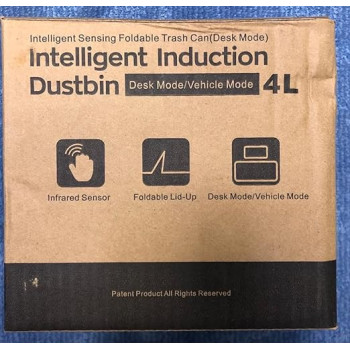 Intelligent Sensing Foldable Trash Can(Desk Mode)
Intelligent Induction
Dustbin Desk Mode/Vehicle Mode 4L
Infrared Sensor Foldable Lid-Up Desk Mode/Vehicle Mode
Patent Product All Rights Reserved